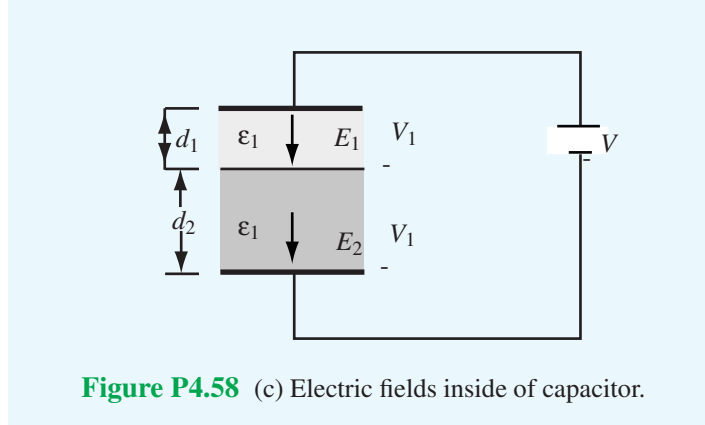 d₁ ε₁ E₁ V₁
-
V
-
d₂ ε₁ E₂ V₁
-
Figure P4.58 (c) Electric fields inside of capacitor.